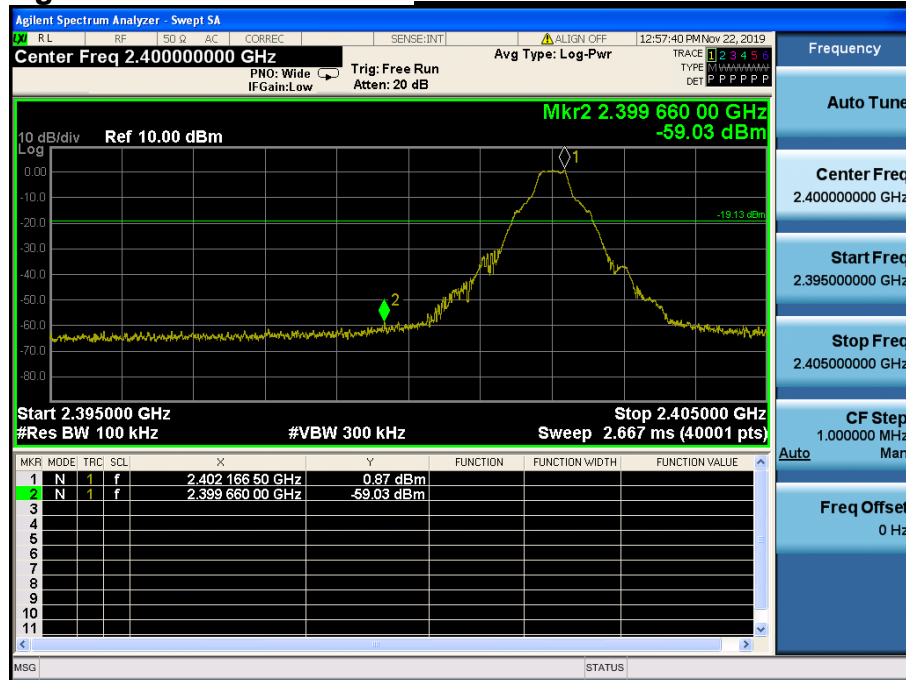 Agilent Spectrum Analyzer - Swept SA
LXI RL RF 50 Ω AC CORREC SENSE:INT ALIGN OFF 12:57:40 PM Nov 22, 2019
Center Freq 2.400000000 GHz
PNO: Wide
IFGain:Low
Trig: Free Run
Atten: 20 dB
Avg Type: Log-Pwr
TRACE 1 2 3 4 5 6
TYPE M
DET P P P P P P
Mkr2 2.399 660 00 GHz
-59.03 dBm
10 dB/div Ref 10.00 dBm
Log
1
0.00
-10.0
-19.13 dBm
-20.0
-30.0
-40.0
-50.0
2
-60.0
-70.0
-80.0
Start 2.395000 GHz Stop 2.405000 GHz
#Res BW 100 kHz #VBW 300 kHz Sweep 2.667 ms (40001 pts)
MKR MODE TRC SCL X Y FUNCTION FUNCTION WIDTH FUNCTION VALUE
1 N 1 f 2.402 166 50 GHz 0.87 dBm
2 N 1 f 2.399 660 00 GHz -59.03 dBm
3
4
5
6
7
8
9
10
11
MSG STATUS
Frequency
Auto Tune
Center Freq
2.400000000 GHz
Start Freq
2.395000000 GHz
Stop Freq
2.405000000 GHz
CF Step
1.000000 MHz
Auto Man
Freq Offset
0 Hz